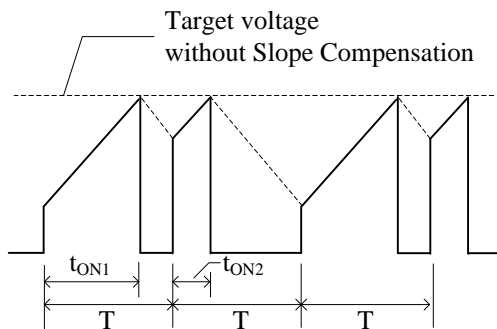 Target voltage
without Slope Compensation
tON1
tON2
T
T
T